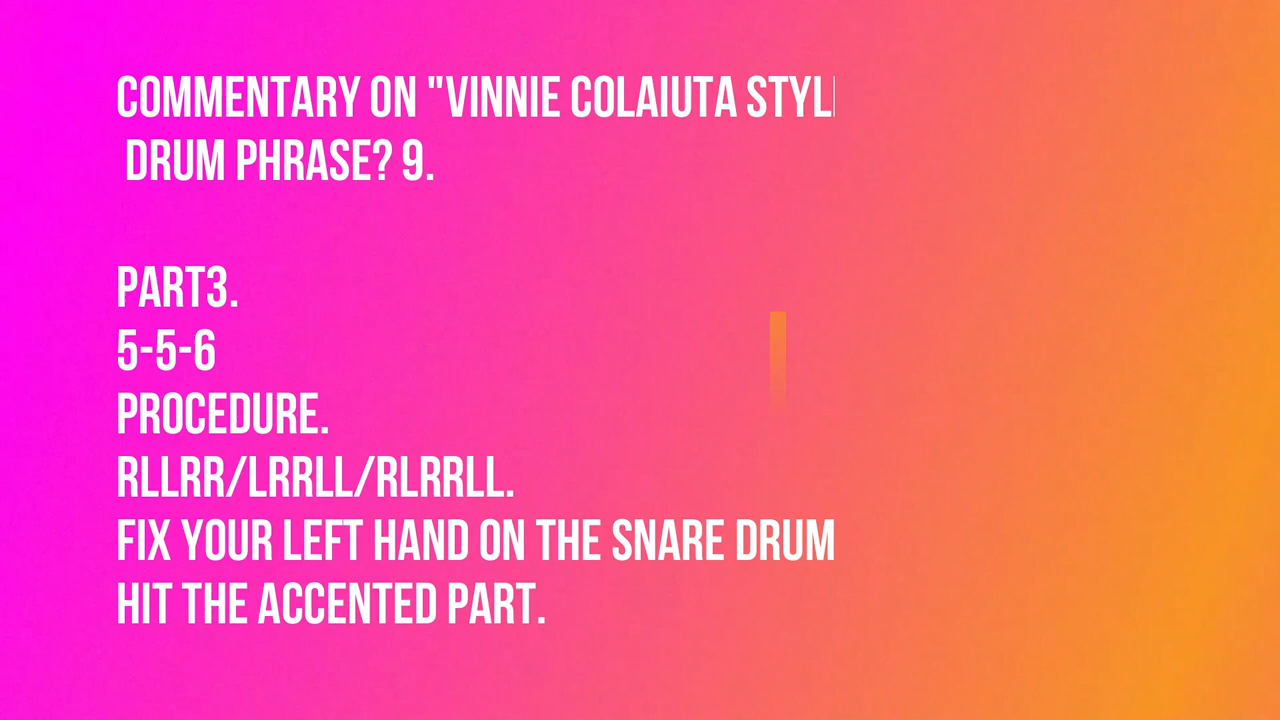 COMMENTARY ON "VINNIE COLAIUTA STYL
DRUM PHRASE? 9.
PART3.
5-5-6
PROCEDURE.
RLLRR/LRRLL/RLRRLL.
FIX YOUR LEFT HAND ON THE SNARE DRUM
HIT THE ACCENTED PART.